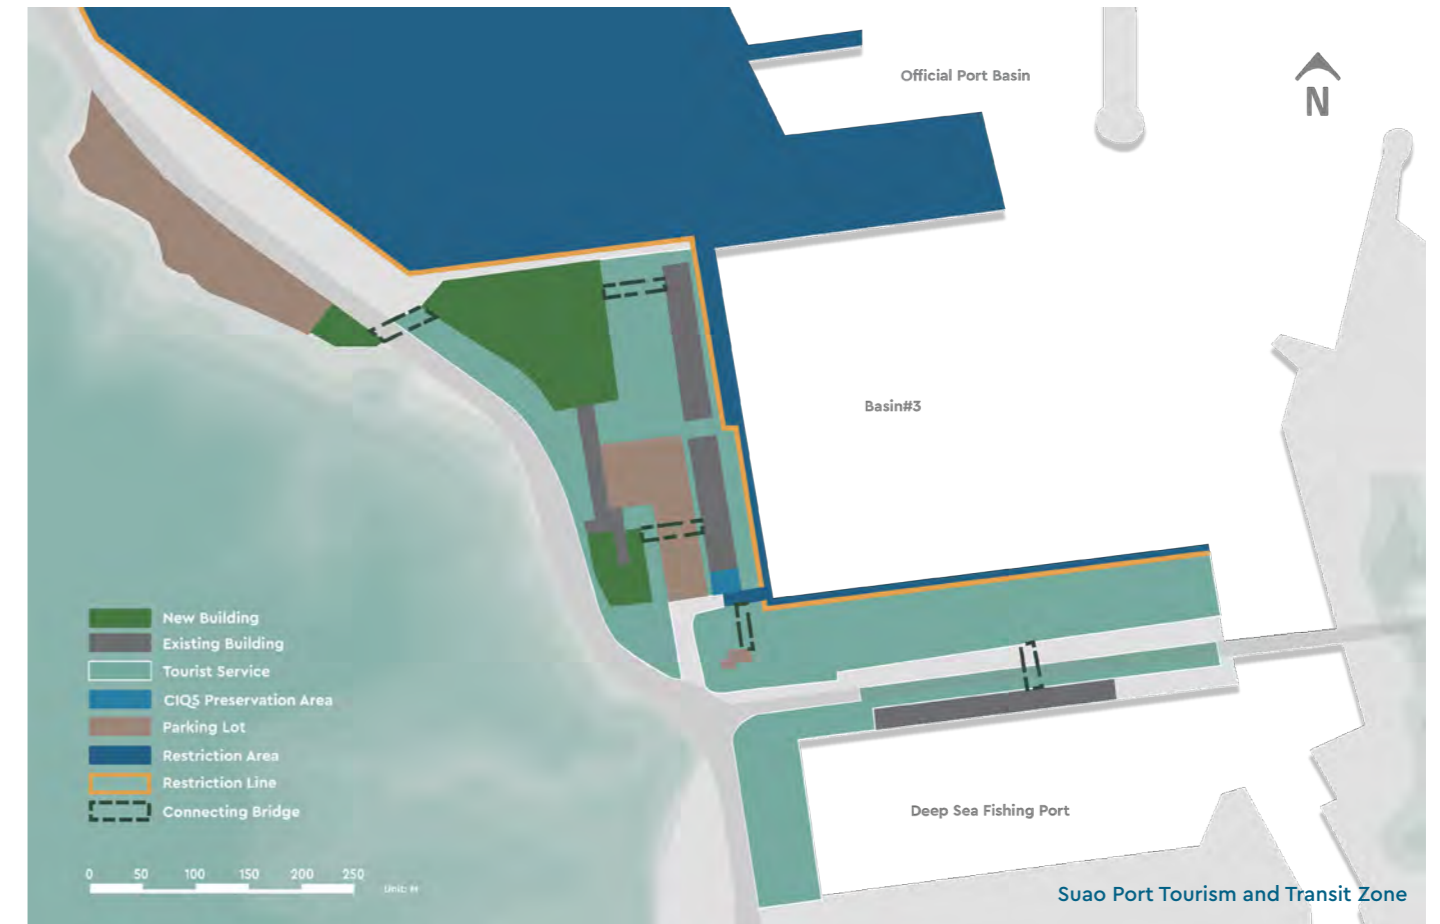 Official Port Basin
N
Basin#3
New Building
Existing Building
Tourist Service
CIQS Preservation Area
Parking Lot
Restriction Area
Restriction Line
Connecting Bridge
0 50 100 150 200 250
Unit: M
Deep Sea Fishing Port
Suao Port Tourism and Transit Zone